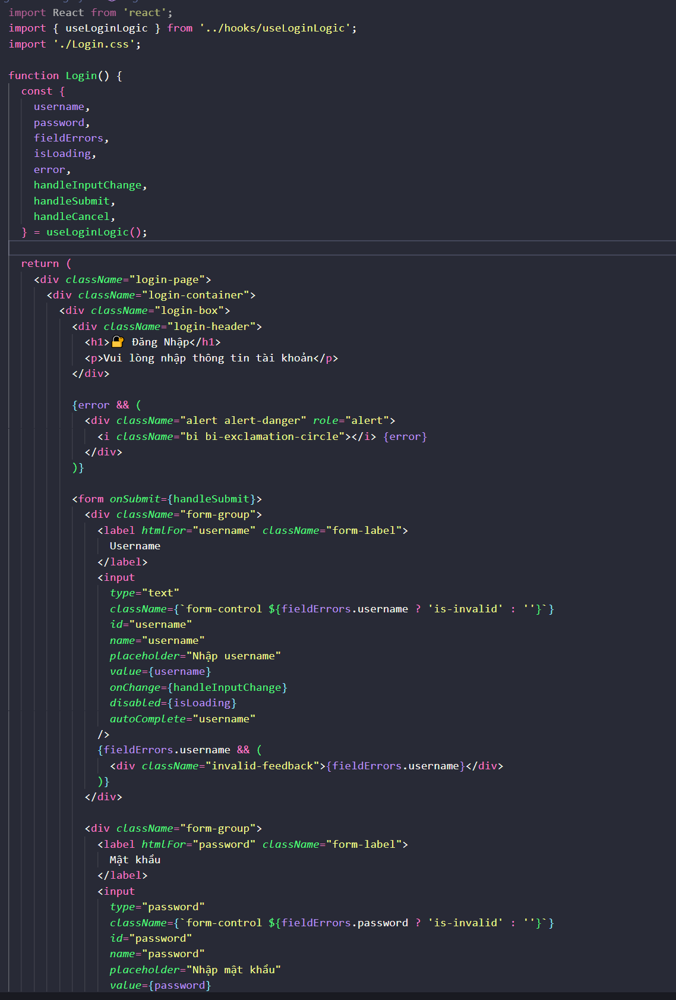 import React from 'react';
import { useLoginLogic } from '../hooks/useLoginLogic';
import './Login.css';

function Login() {
  const {
    username,
    password,
    fieldErrors,
    isLoading,
    error,
    handleInputChange,
    handleSubmit,
    handleCancel,
  } = useLoginLogic();

  return (
    <div className="login-page">
      <div className="login-container">
        <div className="login-box">
          <div className="login-header">
            <h1>🔐 Đăng Nhập</h1>
            <p>Vui lòng nhập thông tin tài khoản</p>
          </div>

          {error && (
            <div className="alert alert-danger" role="alert">
              <i className="bi bi-exclamation-circle"></i> {error}
            </div>
          )}

          <form onSubmit={handleSubmit}>
            <div className="form-group">
              <label htmlFor="username" className="form-label">
                Username
              </label>
              <input
                type="text"
                className={`form-control ${fieldErrors.username ? 'is-invalid' : ''}`}
                id="username"
                name="username"
                placeholder="Nhập username"
                value={username}
                onChange={handleInputChange}
                disabled={isLoading}
                autoComplete="username"
              />
              {fieldErrors.username && (
                <div className="invalid-feedback">{fieldErrors.username}</div>
              )}
            </div>

            <div className="form-group">
              <label htmlFor="password" className="form-label">
                Mật khẩu
              </label>
              <input
                type="password"
                className={`form-control ${fieldErrors.password ? 'is-invalid' : ''}`}
                id="password"
                name="password"
                placeholder="Nhập mật khẩu"
                value={password}